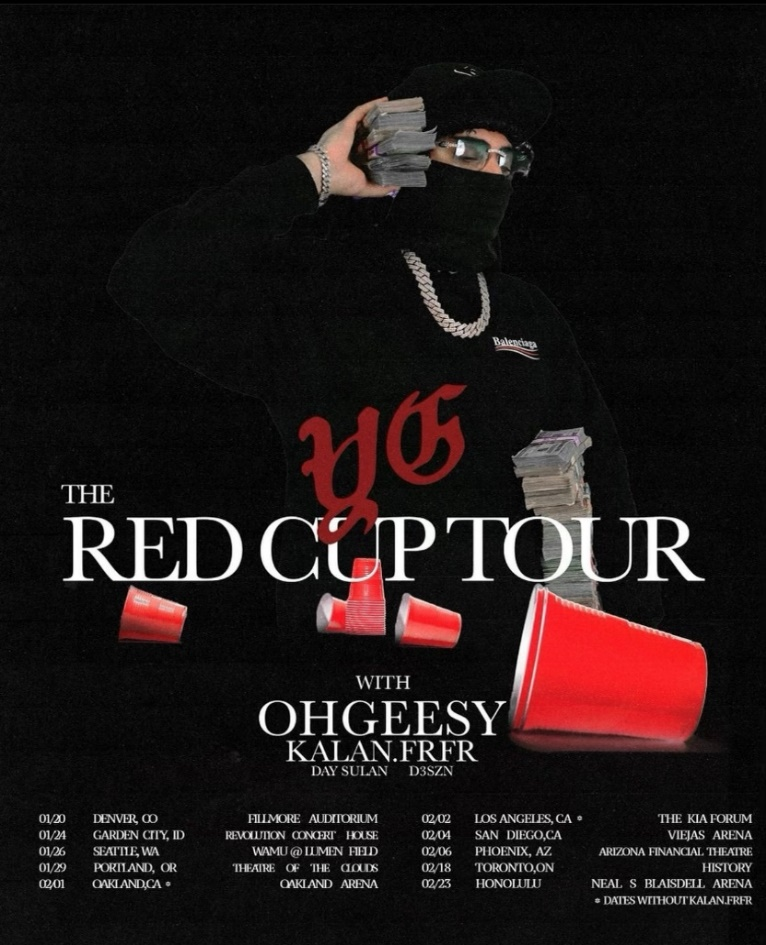 Balenciaga
YG
THE
RED CUP TOUR
WITH
OHGEESY
KALAN.FRFR
DAY SULAN D3SZN
01/20 DENVER, CO FILLMORE AUDITORIUM
01/24 GARDEN CITY, ID REVOLUTION CONCERT HOUSE
01/26 SEATTLE, WA WAMU @ LUMEN FIELD
01/29 PORTLAND, OR THEATRE OF THE CLOUDS
02/01 OAKLAND,CA * OAKLAND ARENA
02/02 LOS ANGELES, CA * THE KIA FORUM
02/04 SAN DIEGO,CA VIEJAS ARENA
02/06 PHOENIX, AZ ARIZONA FINANCIAL THEATRE
02/18 TORONTO,ON HISTORY
02/23 HONOLULU NEAL S BLAISDELL ARENA
* DATES WITHOUT KALAN.FRFR